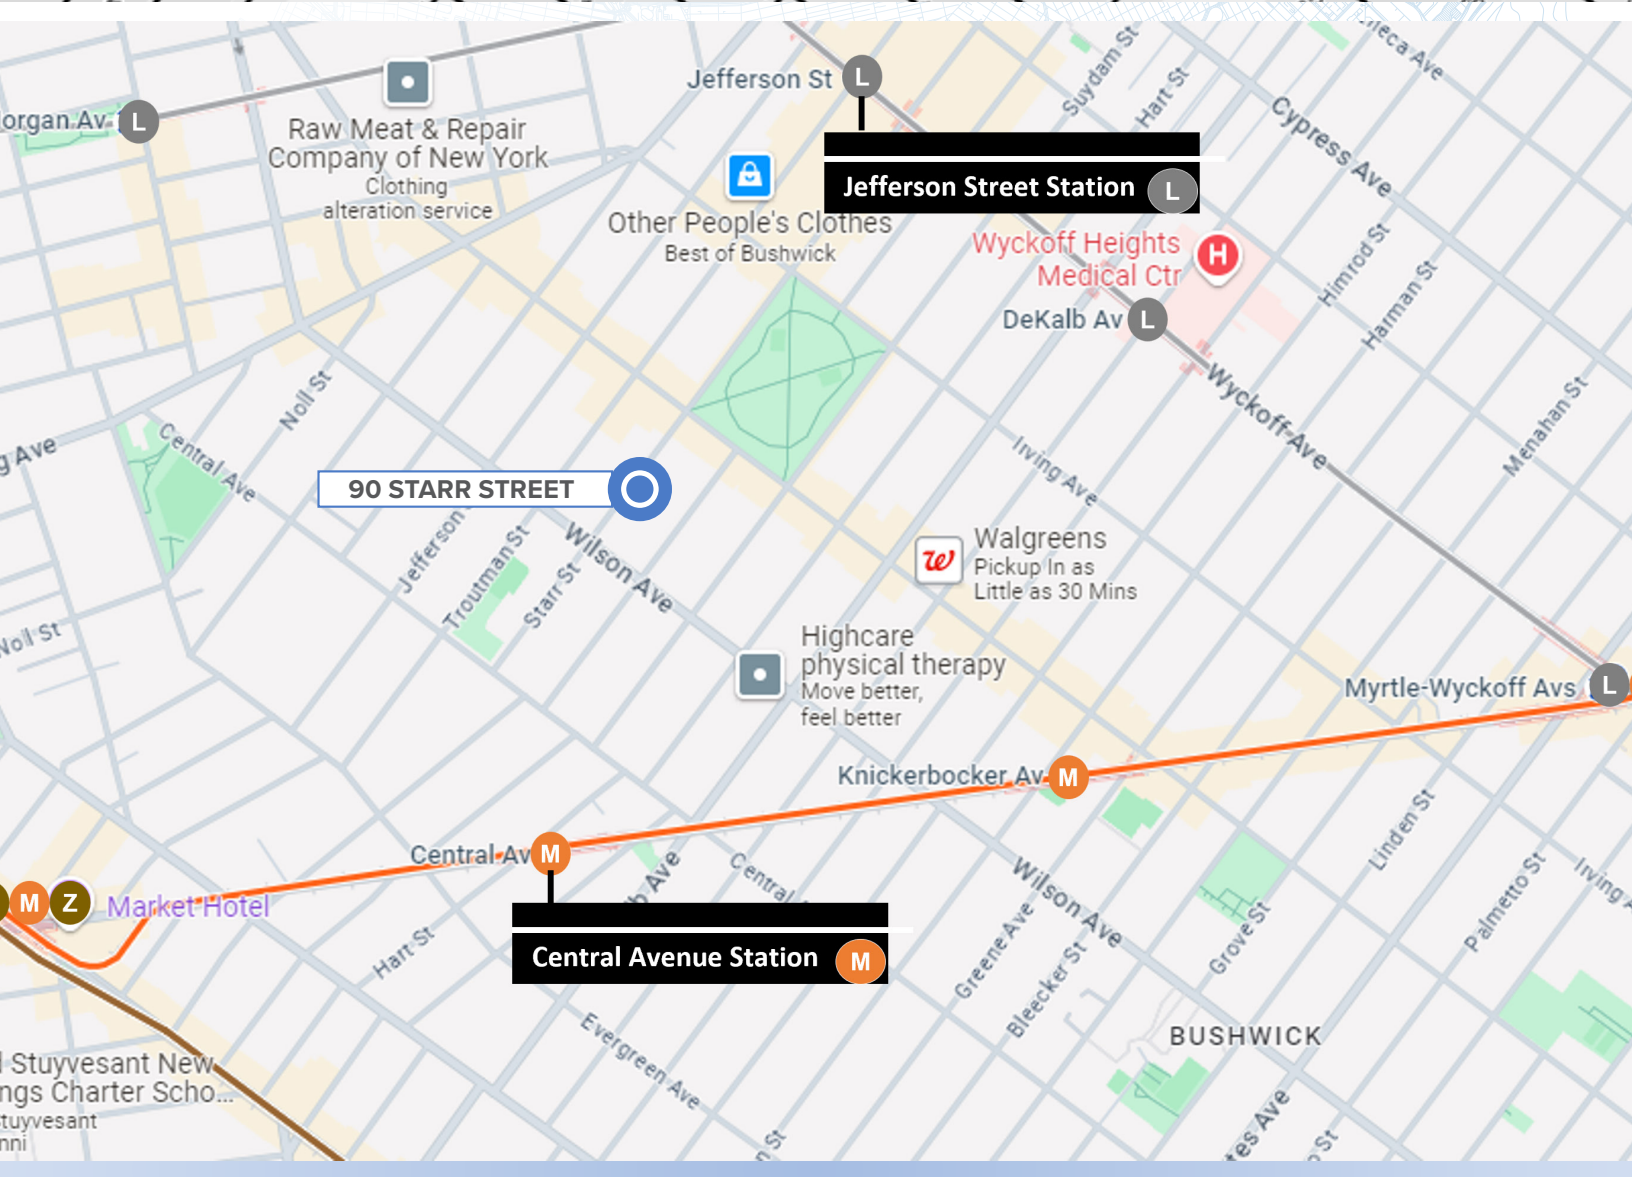 Jefferson St
L
Suydam St
Hart St
Cypress Ave
L
Raw Meat & Repair
Company of New York
Clothing
alteration service
Jefferson Street Station L
Other People's Clothes
Best of Bushwick
Wyckoff Heights
Medical Ctr
H
DeKalb Av L
Himrod St
Harman St
Wyckoff Ave
Menahan St
Noll St
Central Ave
Ave
Irving Ave
90 STARR STREET
Jefferson
Troutman St
Starr St
Wilson Ave
Walgreens
Pickup In as
Little as 30 Mins
Noll St
Highcare
physical therapy
Move better,
feel better
Myrtle-Wyckoff Avs L
Knickerbocker Av M
Central Av M
Central
Ave
Linden St
Palmetto St
Irving
M Z Market Hotel
Wilson Ave
Central Avenue Station M
Hart St
Greene Ave
Bleecker St
Grove St
Evergreen Ave
BUSHWICK
Stuyvesant New
Charter Scho...
St
St